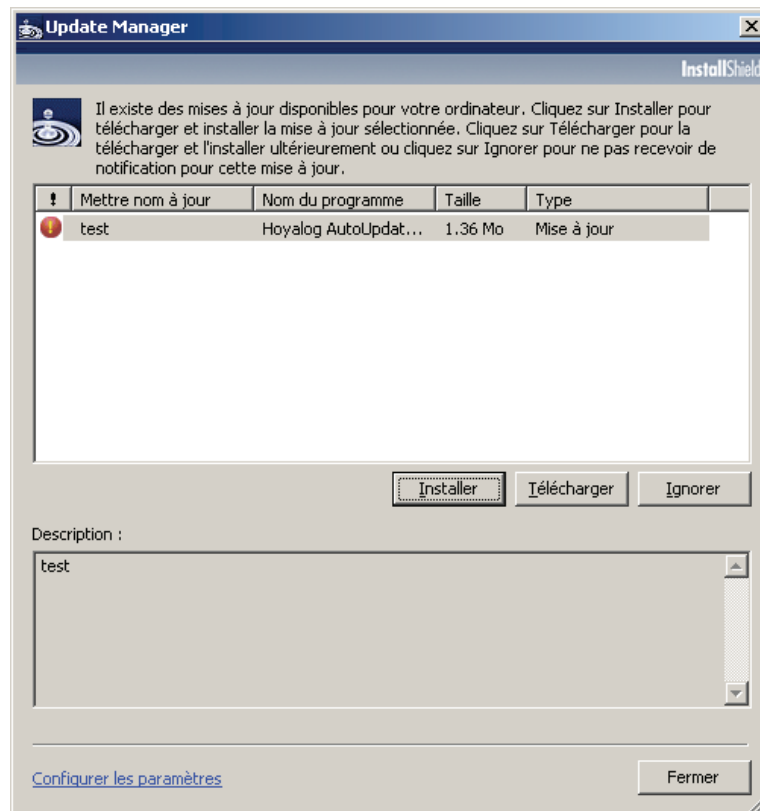 Update Manager
InstallShield
Il existe des mises à jour disponibles pour votre ordinateur. Cliquez sur Installer pour
télécharger et installer la mise à jour sélectionnée. Cliquez sur Télécharger pour la
télécharger et l'installer ultérieurement ou cliquez sur Ignorer pour ne pas recevoir de
notification pour cette mise à jour.
! Mettre nom à jour Nom du programme Taille Type
test Hoyalog AutoUpdat... 1.36 Mo Mise à jour
Installer Télécharger Ignorer
Description :
test
Configurer les paramètres Fermer